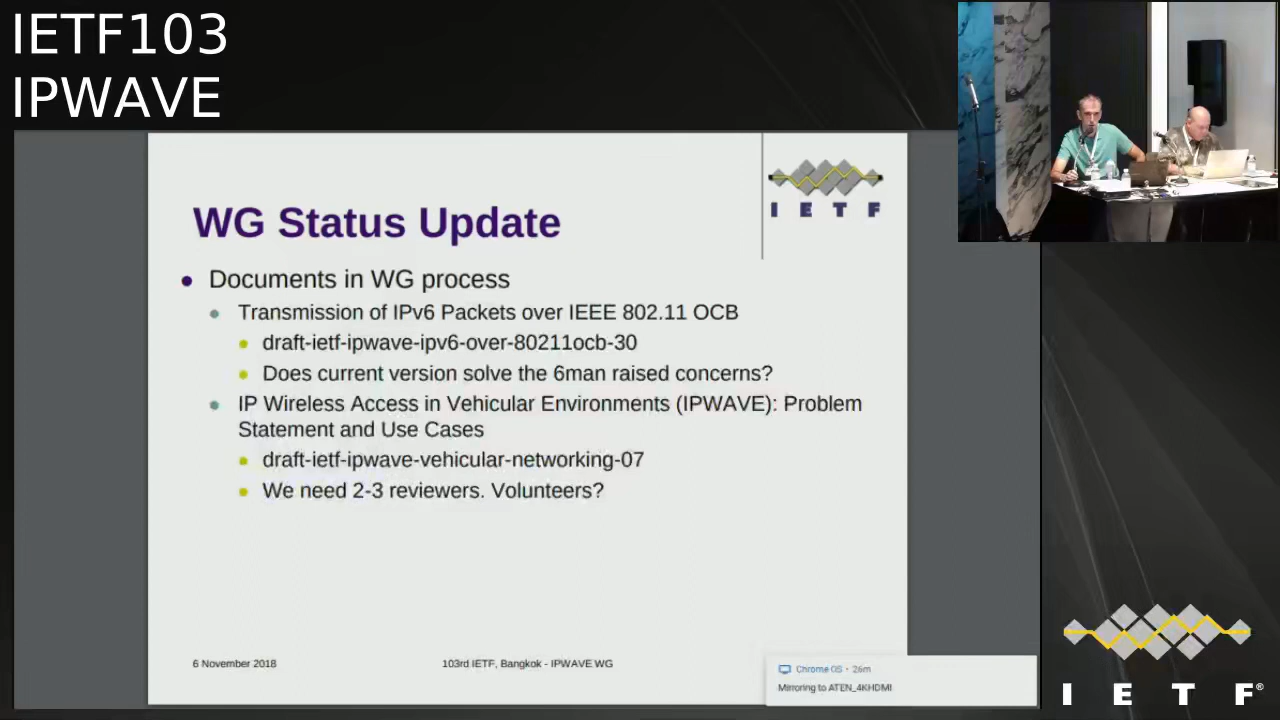 IETF103
IPWAVE
I E T F
WG Status Update
Documents in WG process
Transmission of IPv6 Packets over IEEE 802.11 OCB
draft-ietf-ipwave-ipv6-over-80211ocb-30
Does current version solve the 6man raised concerns?
IP Wireless Access in Vehicular Environments (IPWAVE): Problem
Statement and Use Cases
draft-ietf-ipwave-vehicular-networking-07
We need 2-3 reviewers. Volunteers?
6 November 2018
103rd IETF, Bangkok - IPWAVE WG
Chrome OS · 26m
Mirroring to ATEN_4KHDMI
I E T F®